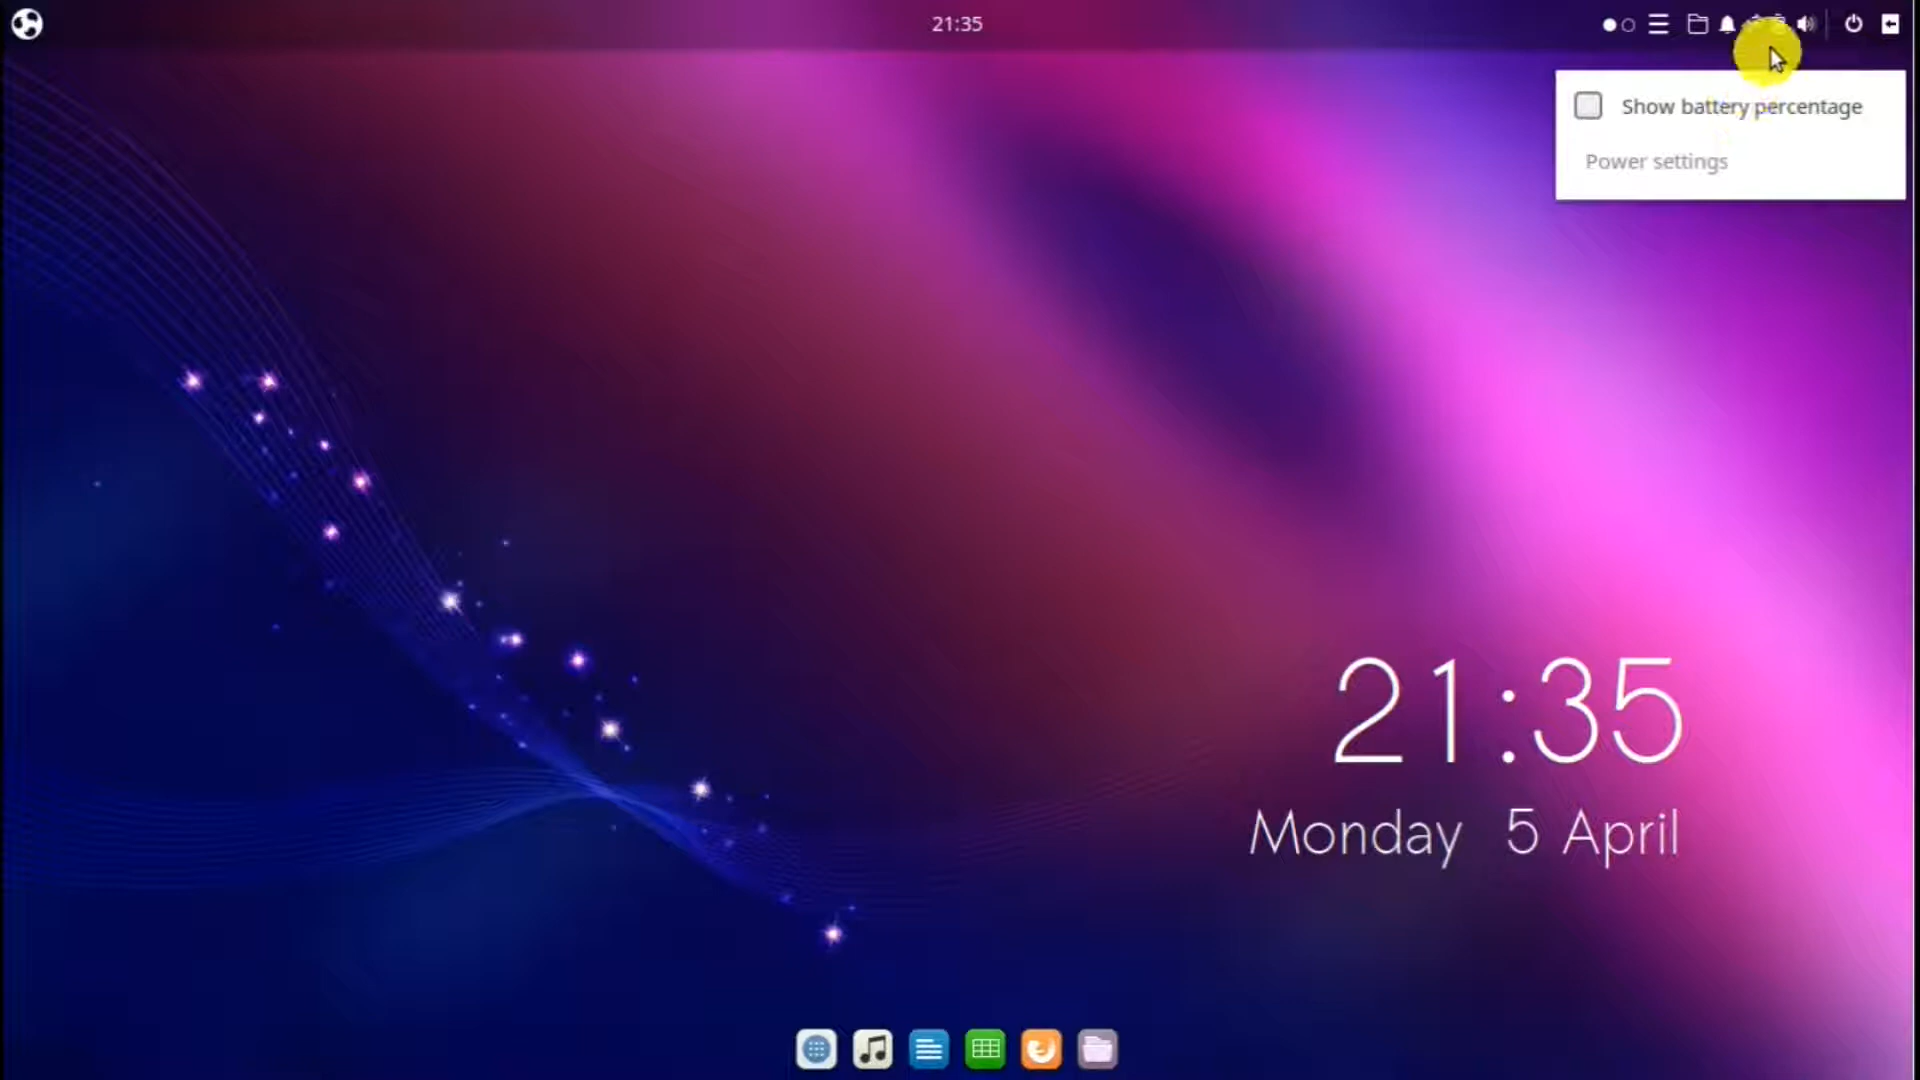 21:35
Show battery percentage
Power settings
21:35
Monday 5 April